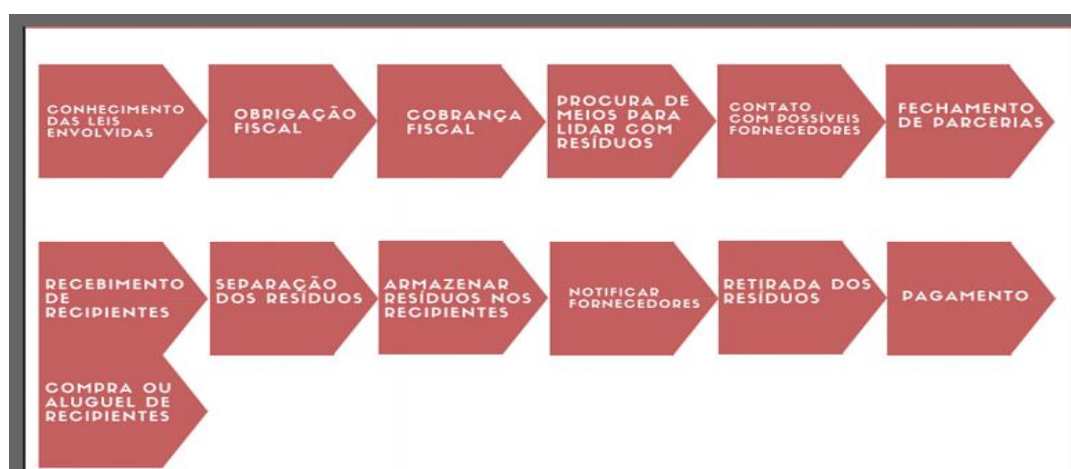 CONHECIMENTO
DAS LEIS
ENVOLVIDAS
OBRIGAÇÃO
FISCAL
COBRANÇA
FISCAL
PROCURA DE
MEIOS PARA
LIDAR COM
RESÍDUOS
CONTATO
COM POSSÍVEIS
FORNECEDORES
FECHAMENTO
DE PARCERIAS
RECEBIMENTO
DE
RECIPIENTES
SEPARAÇÃO
DOS RESÍDUOS
ARMAZENAR
RESÍDUOS NOS
RECIPIENTES
NOTIFICAR
FORNECEDORES
RETIRADA DOS
RESÍDUOS
PAGAMENTO
COMPRA OU
ALUGUEL DE
RECIPIENTES